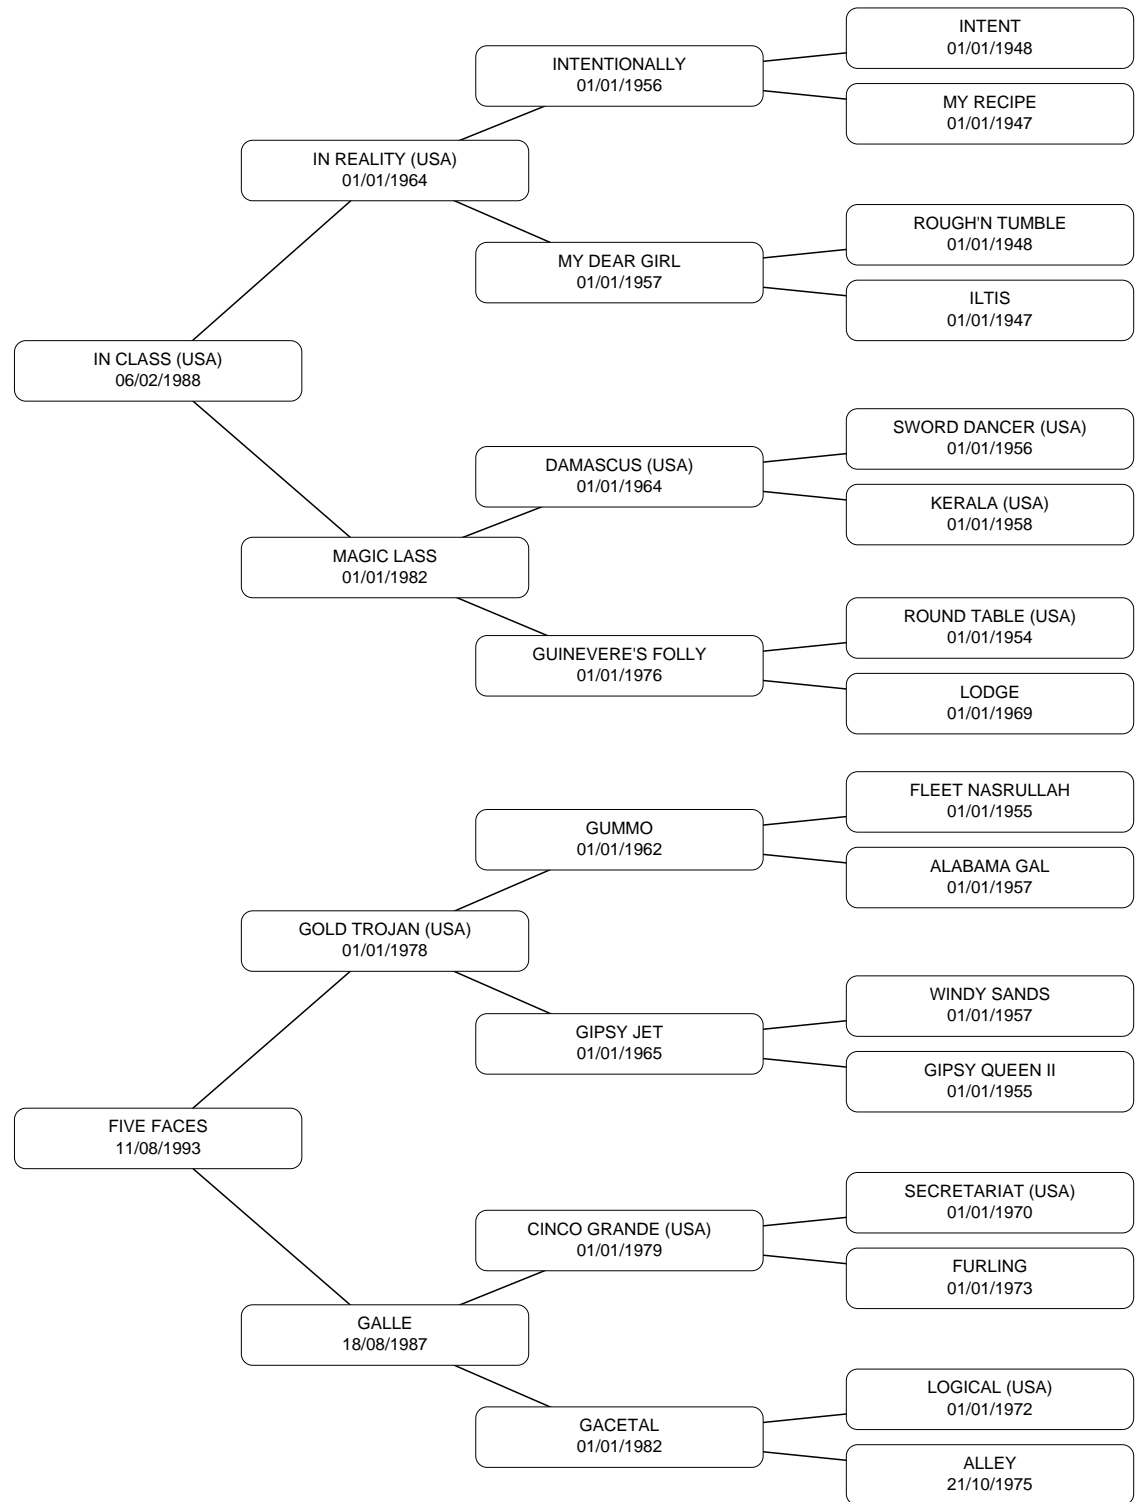 INTENT
01/01/1948
INTENTIONALLY
01/01/1956
MY RECIPE
01/01/1947
IN REALITY (USA)
01/01/1964
ROUGH'N TUMBLE
01/01/1948
MY DEAR GIRL
01/01/1957
ILTIS
01/01/1947
IN CLASS (USA)
06/02/1988
SWORD DANCER (USA)
01/01/1956
DAMASCUS (USA)
01/01/1964
KERALA (USA)
01/01/1958
MAGIC LASS
01/01/1982
ROUND TABLE (USA)
01/01/1954
GUINEVERE'S FOLLY
01/01/1976
LODGE
01/01/1969
FLEET NASRULLAH
01/01/1955
GUMMO
01/01/1962
ALABAMA GAL
01/01/1957
GOLD TROJAN (USA)
01/01/1978
WINDY SANDS
01/01/1957
GIPSY JET
01/01/1965
GIPSY QUEEN II
01/01/1955
FIVE FACES
11/08/1993
SECRETARIAT (USA)
01/01/1970
CINCO GRANDE (USA)
01/01/1979
FURLING
01/01/1973
GALLE
18/08/1987
LOGICAL (USA)
01/01/1972
GACETAL
01/01/1982
ALLEY
21/10/1975